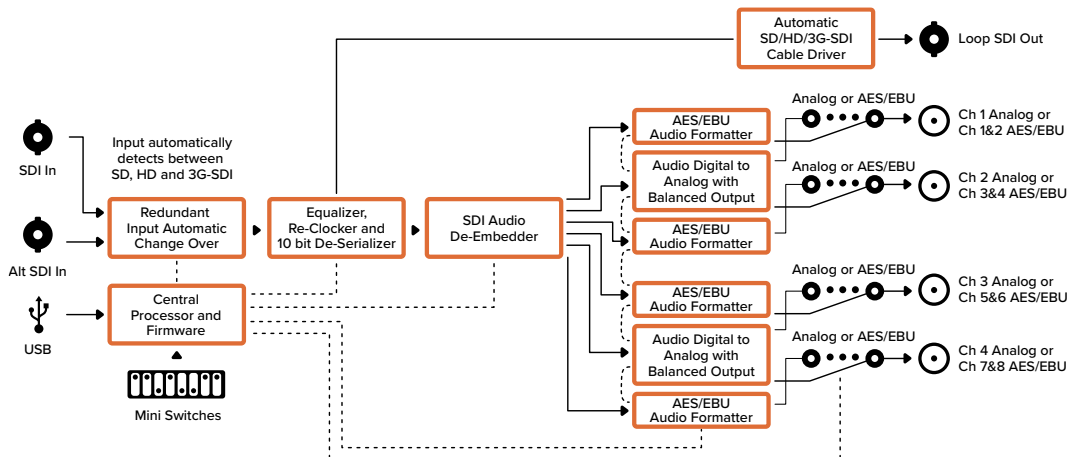 Automatic
SD/HD/3G-SDI
Cable Driver
Loop SDI Out
SDI In
Input automatically
detects between
SD, HD and 3G-SDI
Alt SDI In
Redundant
Input Automatic
Change Over
Equalizer,
Re-Clocker and
10 bit De-Serializer
SDI Audio
De-Embedder
USB
Central
Processor and
Firmware
Mini Switches
AES/EBU
Audio Formatter
Audio Digital to
Analog with
Balanced Output
AES/EBU
Audio Formatter
AES/EBU
Audio Formatter
Audio Digital to
Analog with
Balanced Output
AES/EBU
Audio Formatter
Analog or AES/EBU
Ch 1 Analog or
Ch 1&2 AES/EBU
Analog or AES/EBU
Ch 2 Analog or
Ch 3&4 AES/EBU
Analog or AES/EBU
Ch 3 Analog or
Ch 5&6 AES/EBU
Analog or AES/EBU
Ch 4 Analog or
Ch 7&8 AES/EBU